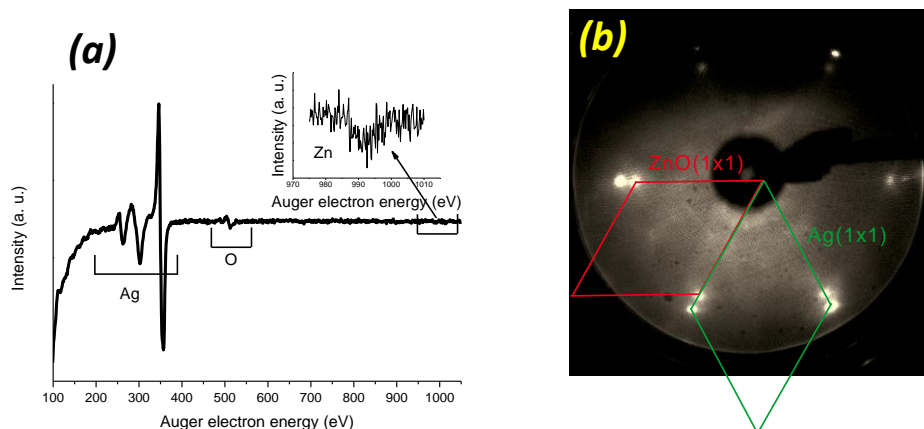 (a)
Intensity (a. u.)
Ag
O
100 200 300 400 500 600 700 800 900 1000
Auger electron energy (eV)
Intensity (a. u.)
Zn
970 980 990 1000 1010
Auger electron energy (eV)
(b)
ZnO(1x1)
Ag(1x1)